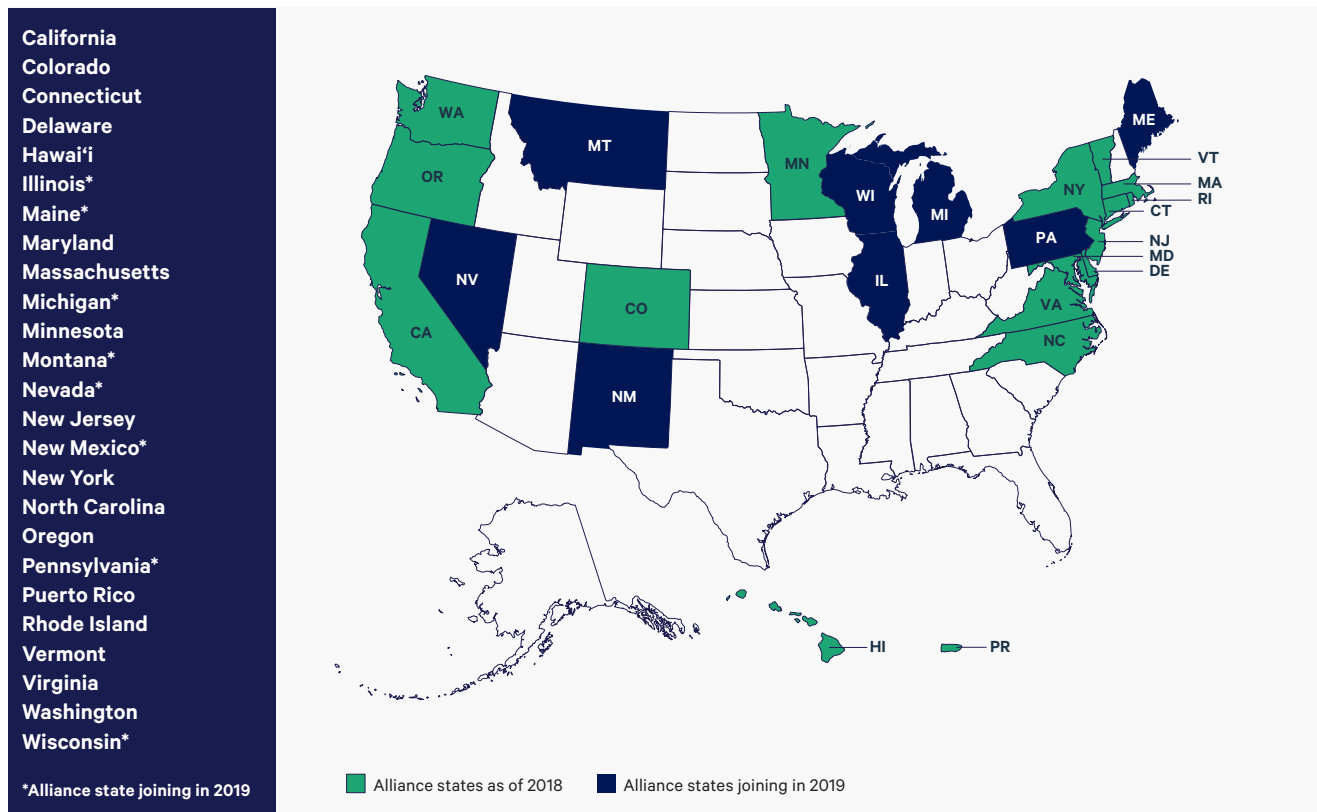 California
Colorado
Connecticut
Delaware
Hawai‘i
Illinois*
Maine*
Maryland
Massachusetts
Michigan*
Minnesota
Montana*
Nevada*
New Jersey
New Mexico*
New York
North Carolina
Oregon
Pennsylvania*
Puerto Rico
Rhode Island
Vermont
Virginia
Washington
Wisconsin*
*Alliance state joining in 2019
WA
OR
CA
NV
MT
CO
NM
MN
WI
IL
MI
PA
NY
ME
VT
MA
RI
CT
NJ
MD
DE
VA
NC
HI
PR
Alliance states as of 2018
Alliance states joining in 2019